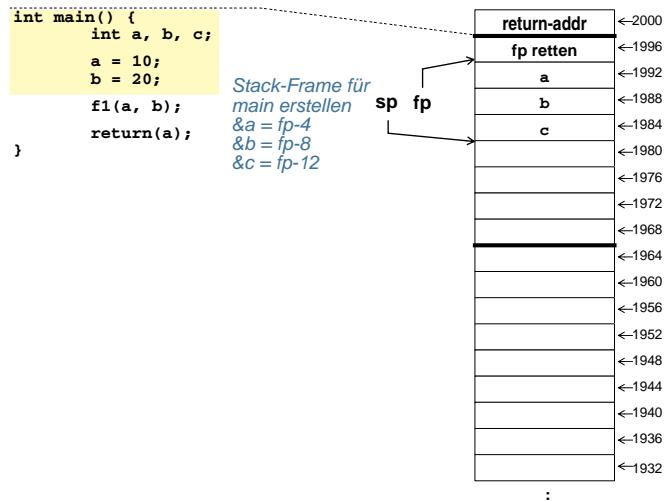 int main() {
int a, b, c;
a = 10;
b = 20;
f1(a, b);
return(a);
}
Stack-Frame für
main erstellen
&a = fp-4
&b = fp-8
&c = fp-12
sp fp
return-addr
fp retten
a
b
c
2000
1996
1992
1988
1984
1980
1976
1972
1968
1964
1960
1956
1952
1948
1944
1940
1936
1932
: